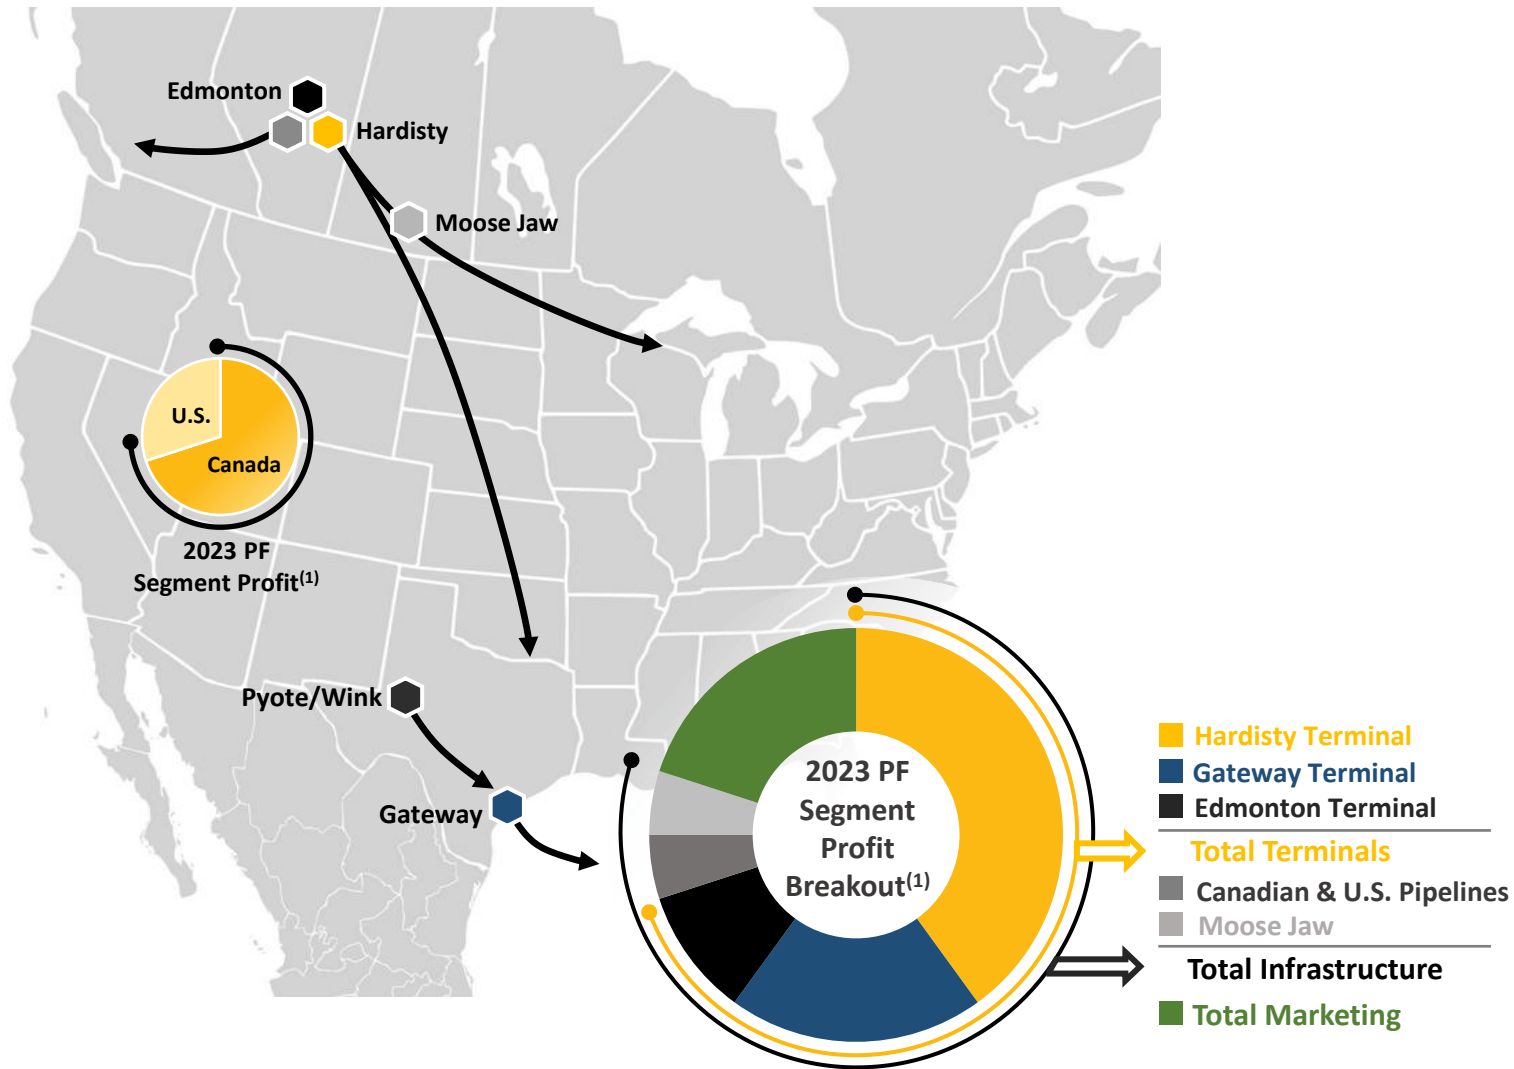 Edmonton
Hardisty
Moose Jaw
U.S.
Canada
2023 PF
Segment Profit(1)
Pyote/Wink
Gateway
2023 PF
Segment
Profit
Breakout(1)
Hardisty Terminal
Gateway Terminal
Edmonton Terminal
Total Terminals
Canadian & U.S. Pipelines
Moose Jaw
Total Infrastructure
Total Marketing